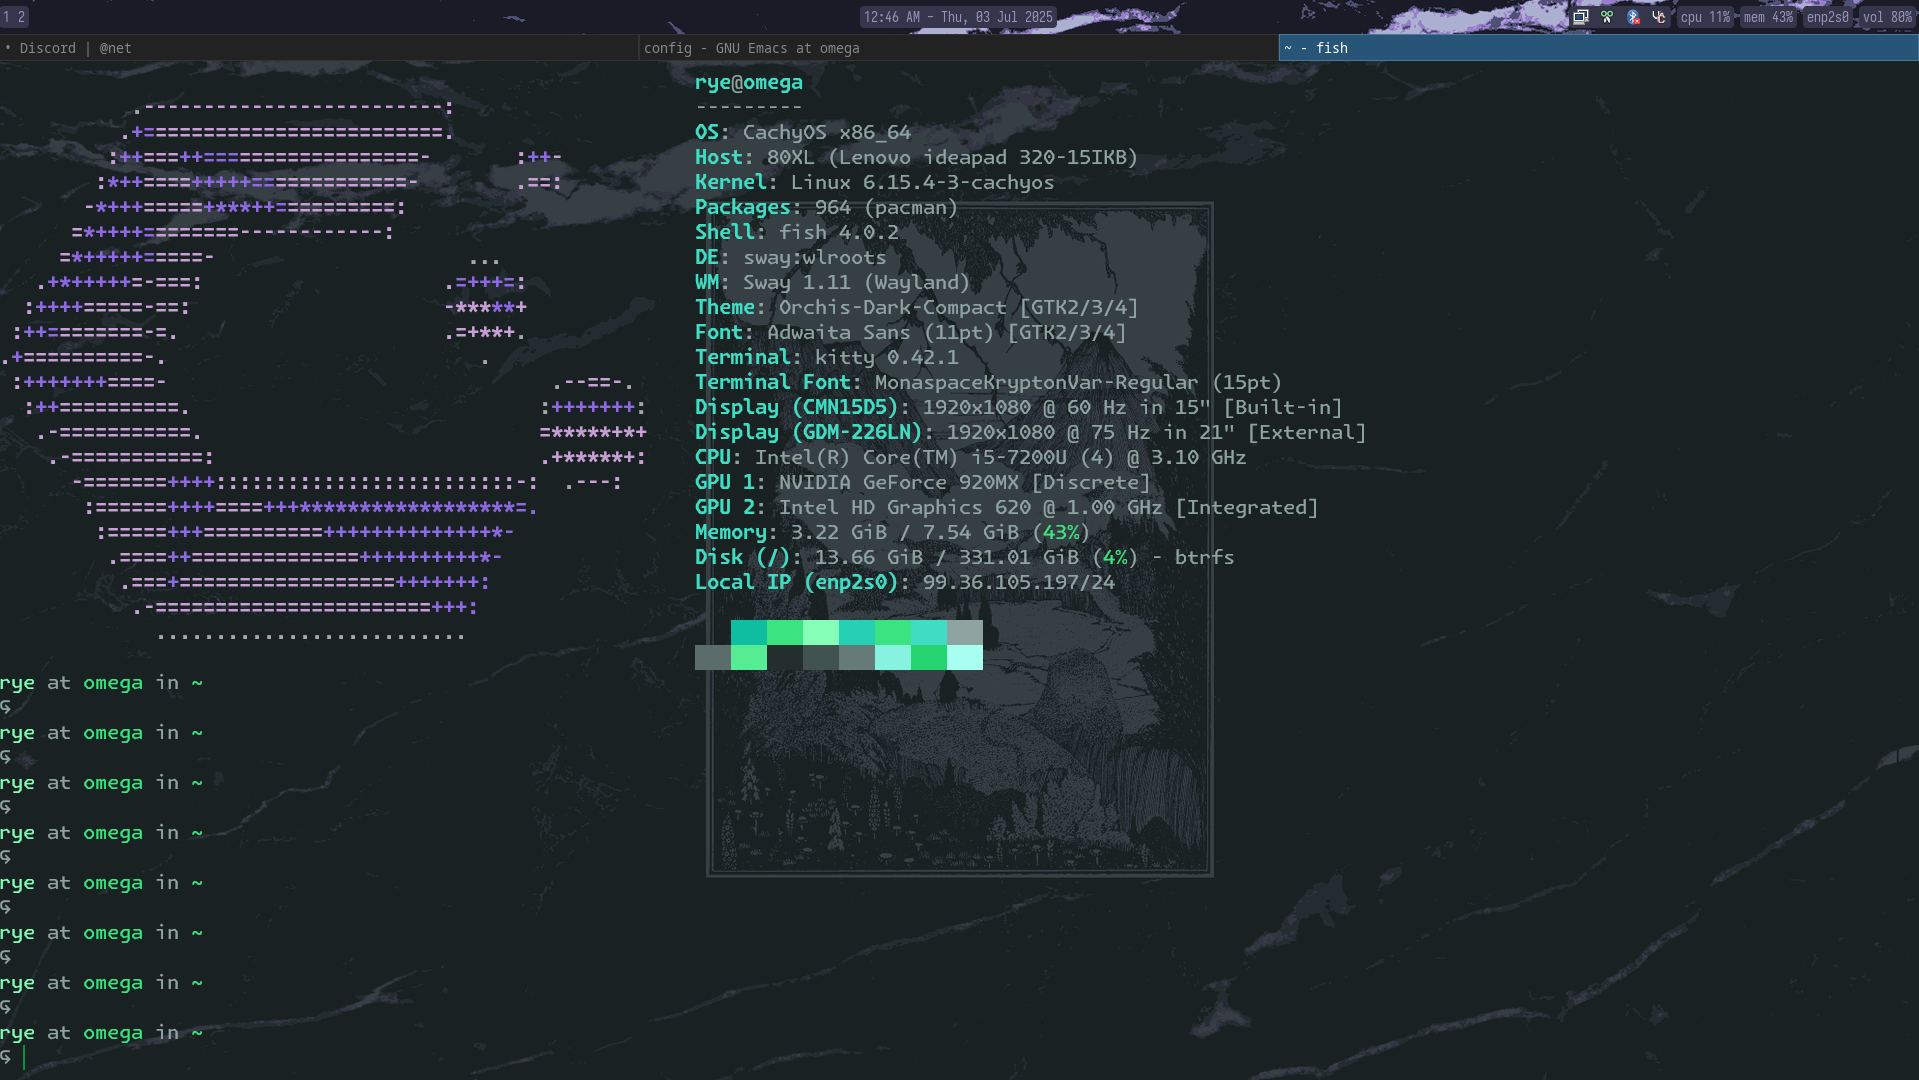 1 2
12:46 AM - Thu, 03 Jul 2025
cpu 11% mem 43% enp2s0 vol 80%
• Discord | @net
config - GNU Emacs at omega
~ - fish
rye@omega
---------
OS: CachyOS x86_64
Host: 80XL (Lenovo ideapad 320-15IKB)
Kernel: Linux 6.15.4-3-cachyos
Packages: 964 (pacman)
Shell: fish 4.0.2
DE: sway:wlroots
WM: Sway 1.11 (Wayland)
Theme: Orchis-Dark-Compact [GTK2/3/4]
Font: Adwaita Sans (11pt) [GTK2/3/4]
Terminal: kitty 0.42.1
Terminal Font: MonaspaceKryptonVar-Regular (15pt)
Display (CMN15D5): 1920x1080 @ 60 Hz in 15" [Built-in]
Display (GDM-226LN): 1920x1080 @ 75 Hz in 21" [External]
CPU: Intel(R) Core(TM) i5-7200U (4) @ 3.10 GHz
GPU 1: NVIDIA GeForce 920MX [Discrete]
GPU 2: Intel HD Graphics 620 @ 1.00 GHz [Integrated]
Memory: 3.22 GiB / 7.54 GiB (43%)
Disk (/): 13.66 GiB / 331.01 GiB (4%) - btrfs
Local IP (enp2s0): 99.36.105.197/24
rye at omega in ~
↳
rye at omega in ~
↳
rye at omega in ~
↳
rye at omega in ~
↳
rye at omega in ~
↳
rye at omega in ~
↳
rye at omega in ~
↳
rye at omega in ~
↳